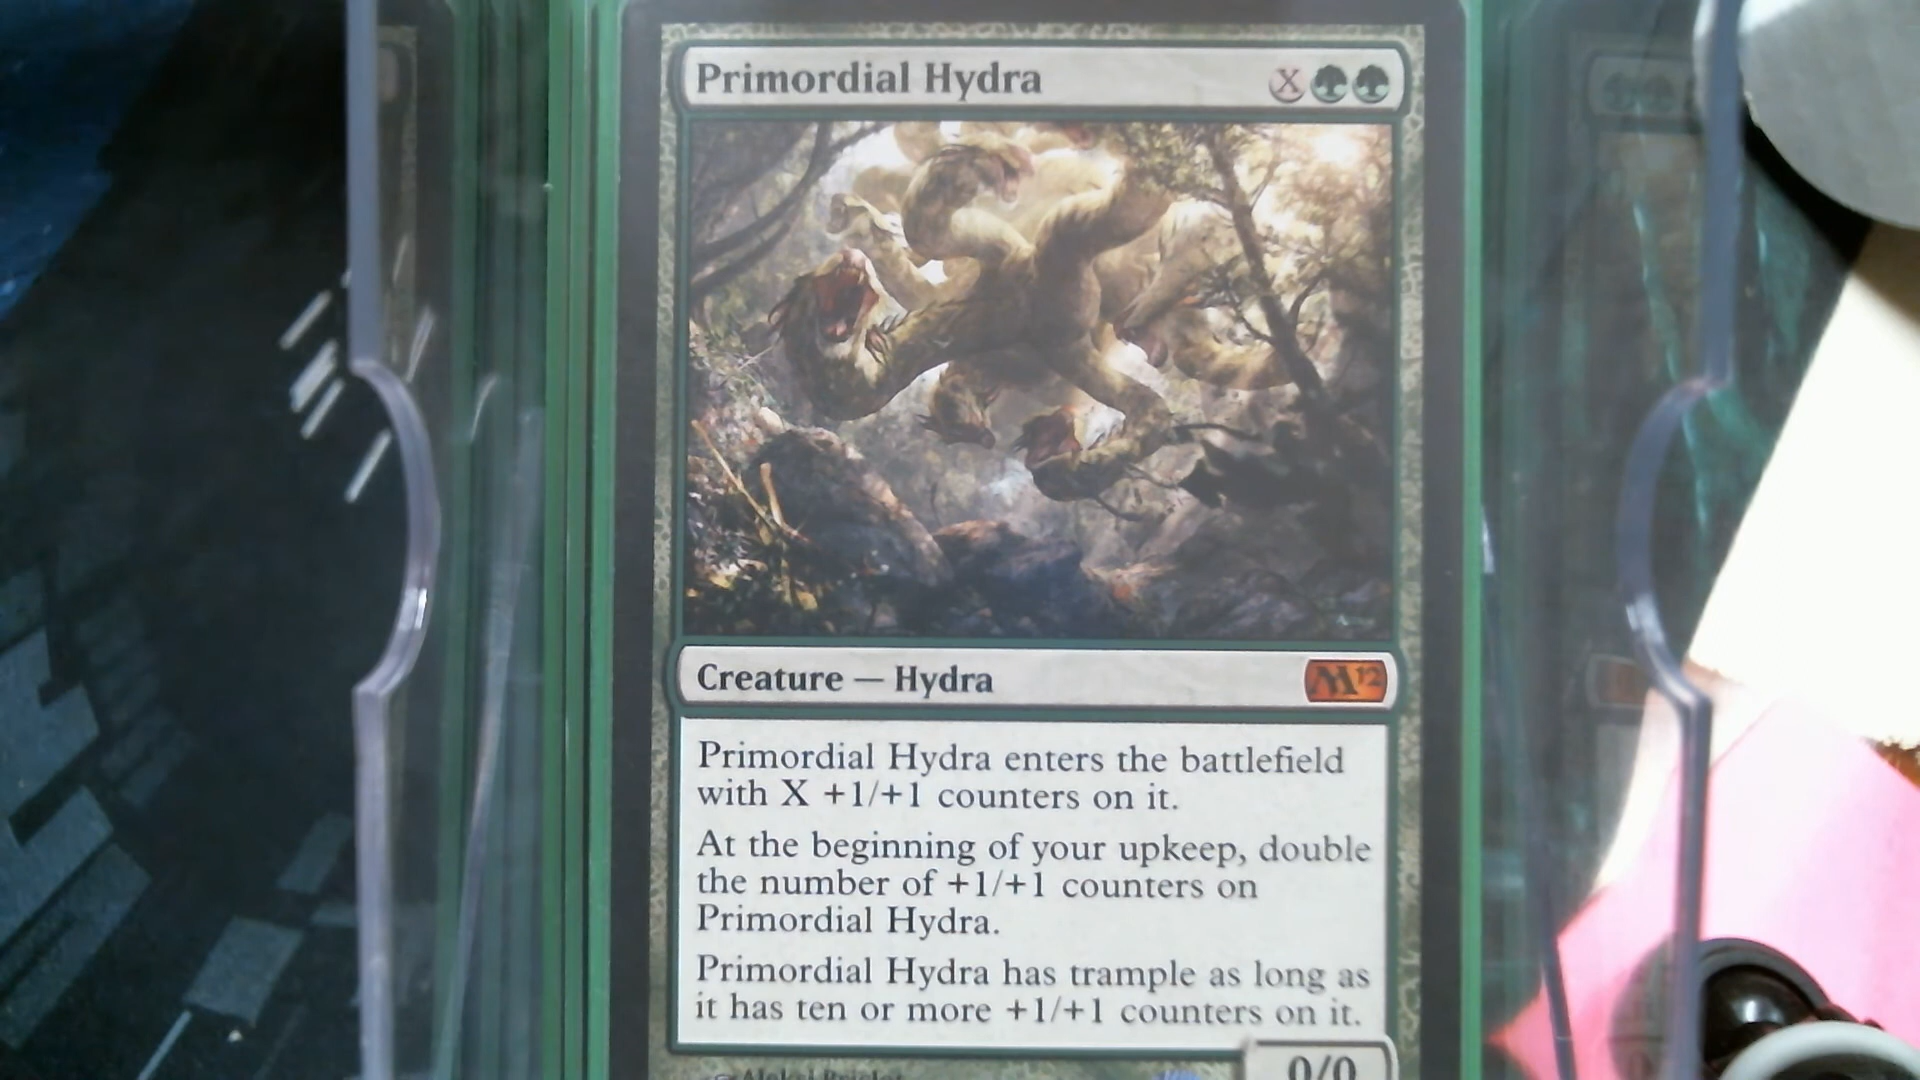 Primordial Hydra X
Creature — Hydra M12
Primordial Hydra enters the battlefield
with X +1/+1 counters on it.
At the beginning of your upkeep, double
the number of +1/+1 counters on
Primordial Hydra.
Primordial Hydra has trample as long as
it has ten or more +1/+1 counters on it.
0/0